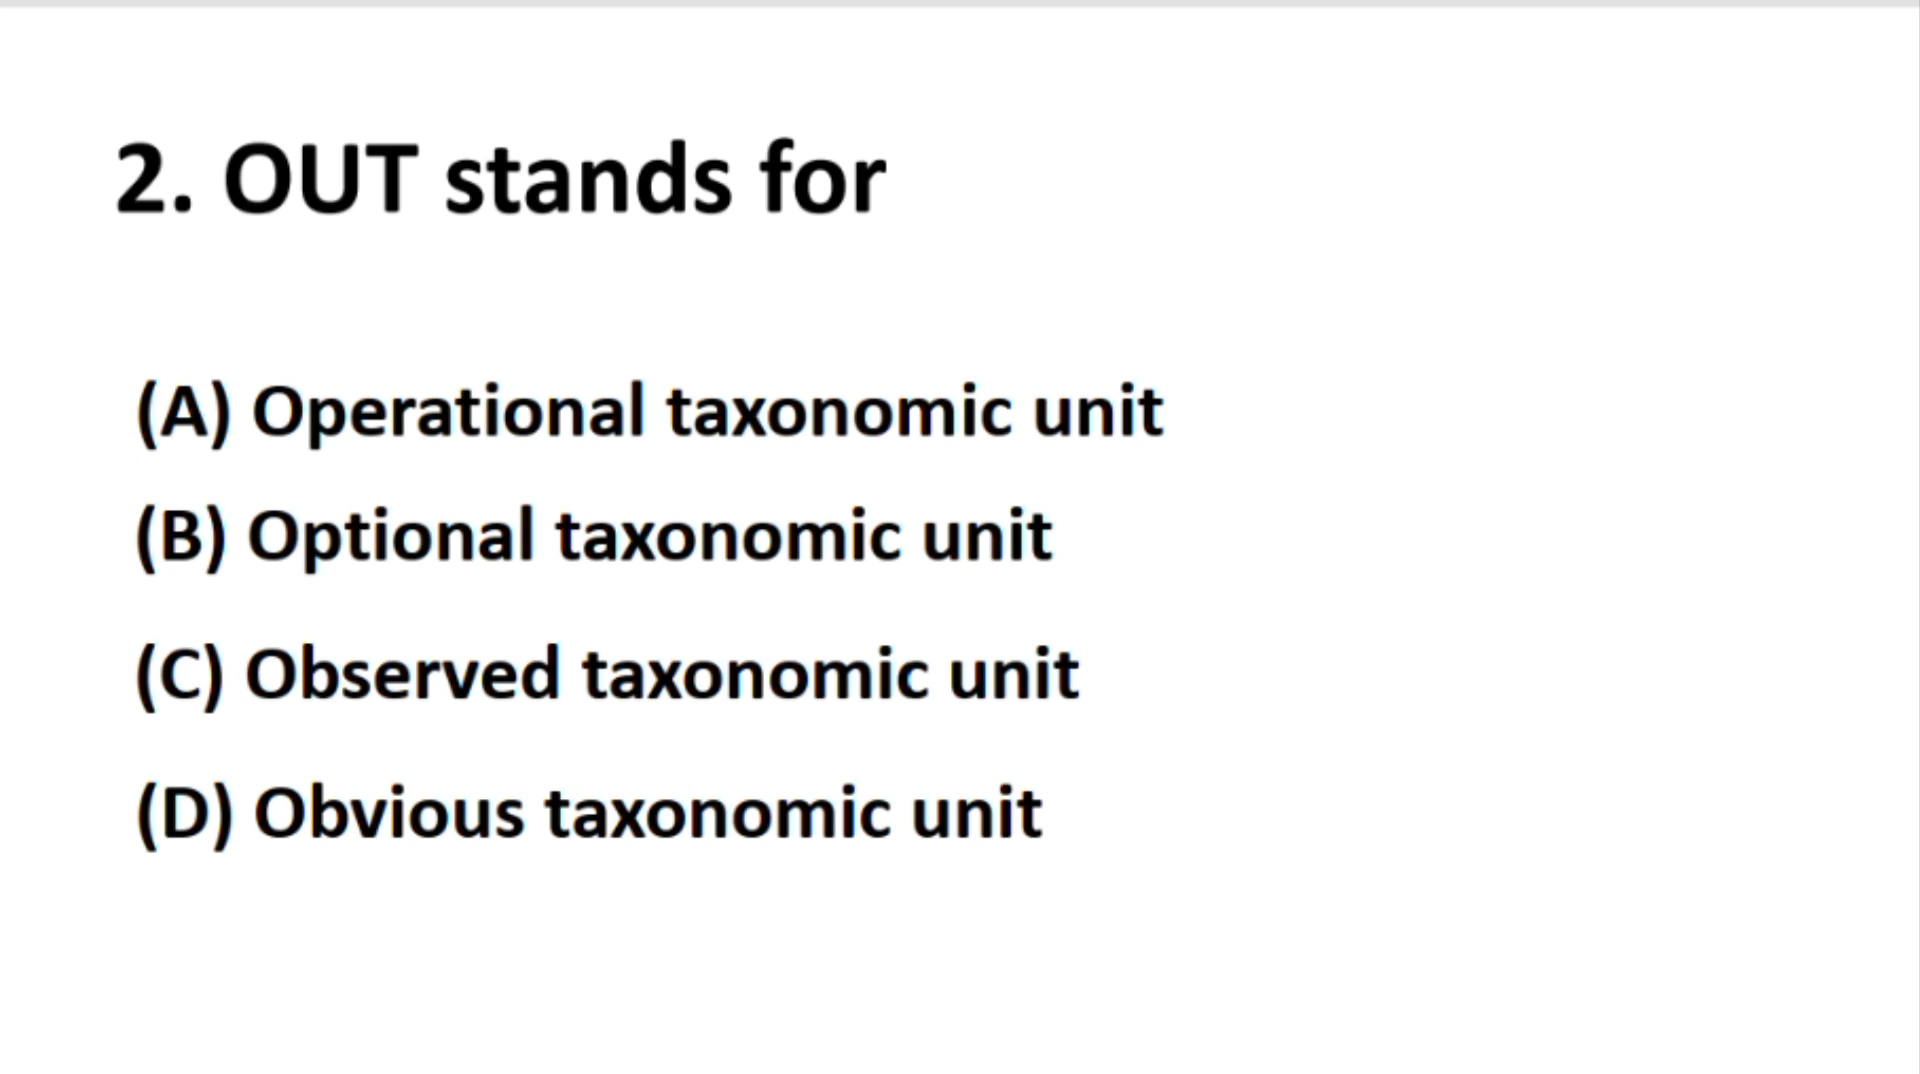 2. OUT stands for
(A) Operational taxonomic unit
(B) Optional taxonomic unit
(C) Observed taxonomic unit
(D) Obvious taxonomic unit